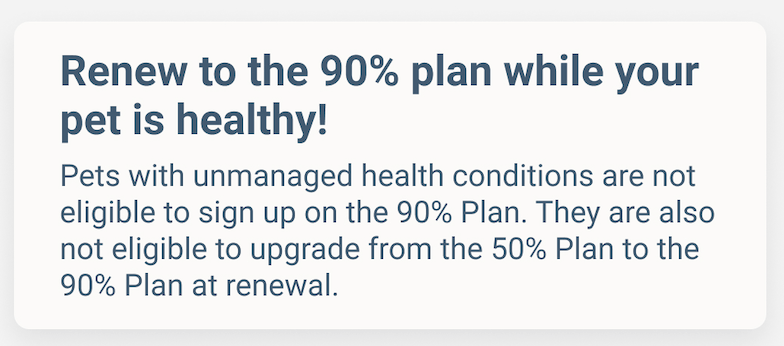 Renew to the 90% plan while your
pet is healthy!
Pets with unmanaged health conditions are not
eligible to sign up on the 90% Plan. They are also
not eligible to upgrade from the 50% Plan to the
90% Plan at renewal.